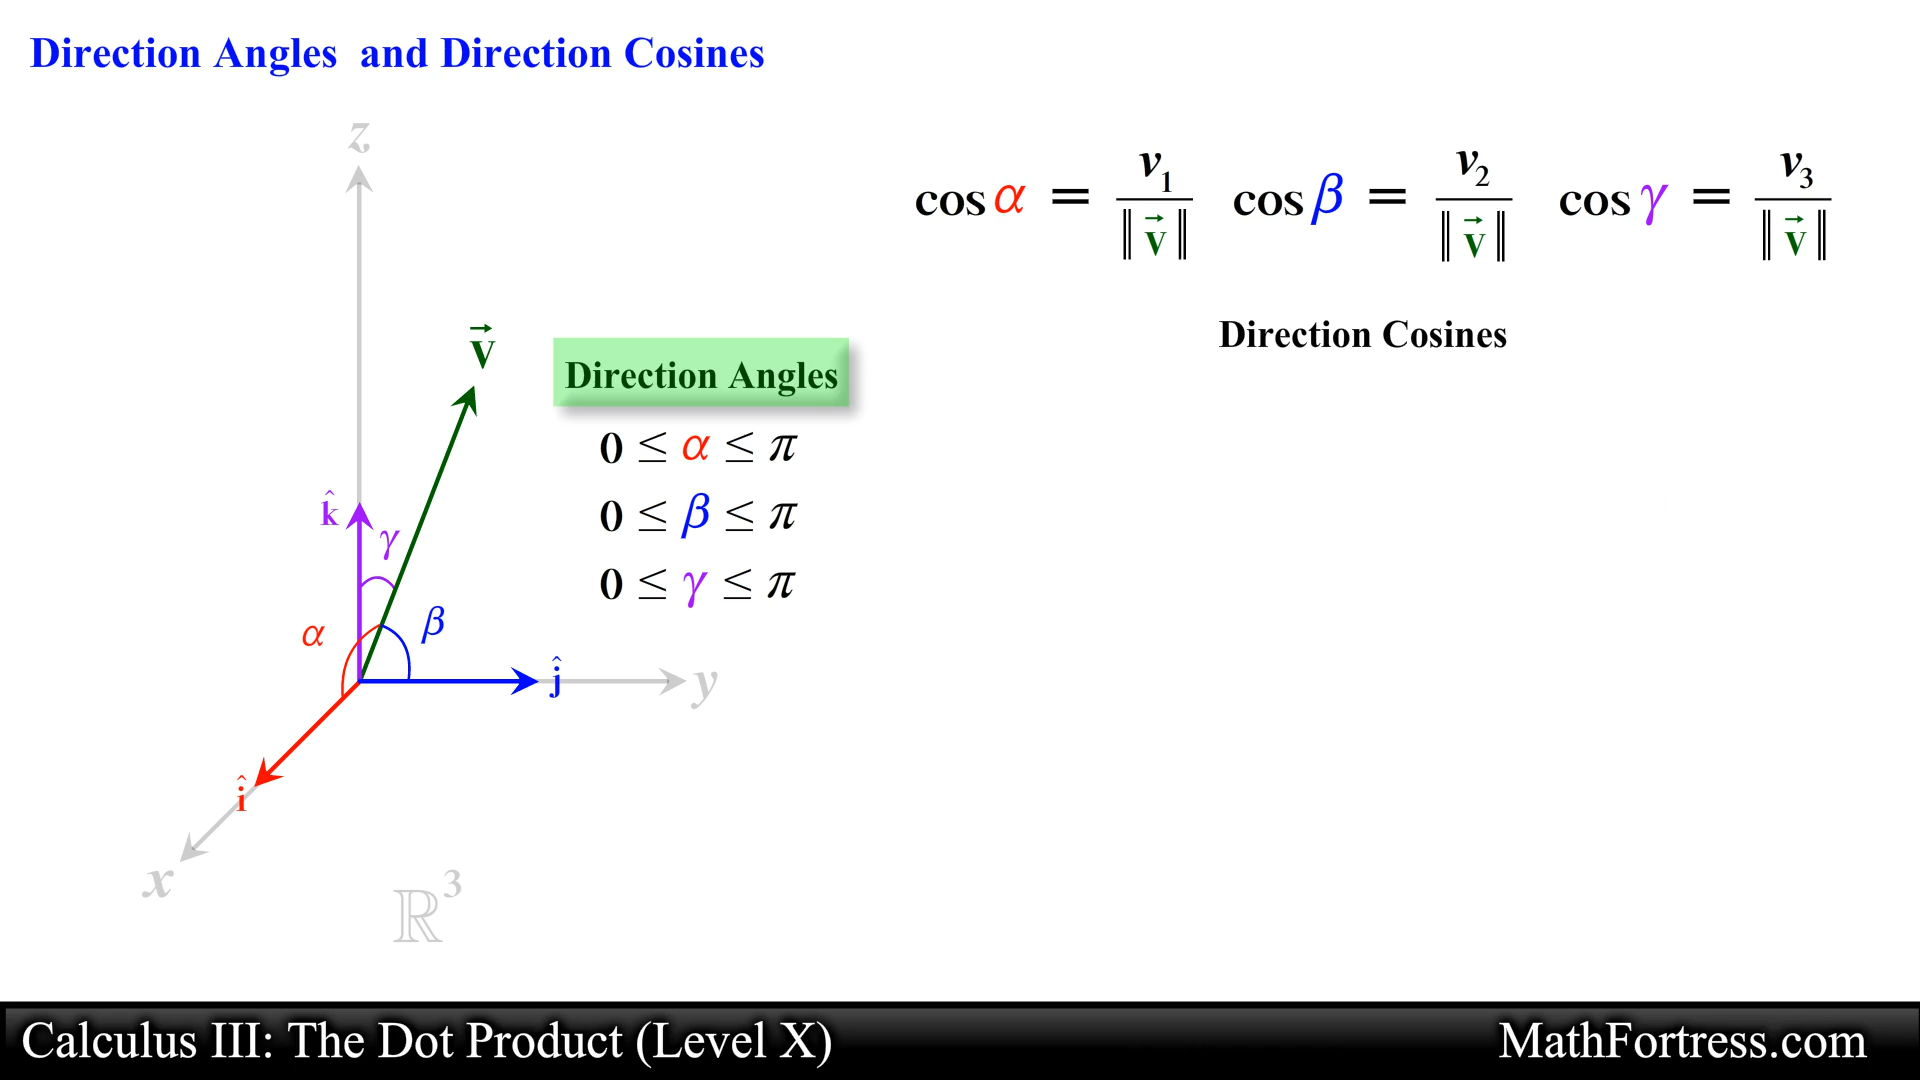 Direction Angles and Direction Cosines
cos α = v₁ / ‖v⃗‖ cos β = v₂ / ‖v⃗‖ cos γ = v₃ / ‖v⃗‖
Direction Cosines
z
v⃗
Direction Angles
0 ≤ α ≤ π
0 ≤ β ≤ π
0 ≤ γ ≤ π
k̂
γ
α
β
ĵ
y
î
x
ℝ³
Calculus III: The Dot Product (Level X)
MathFortress.com